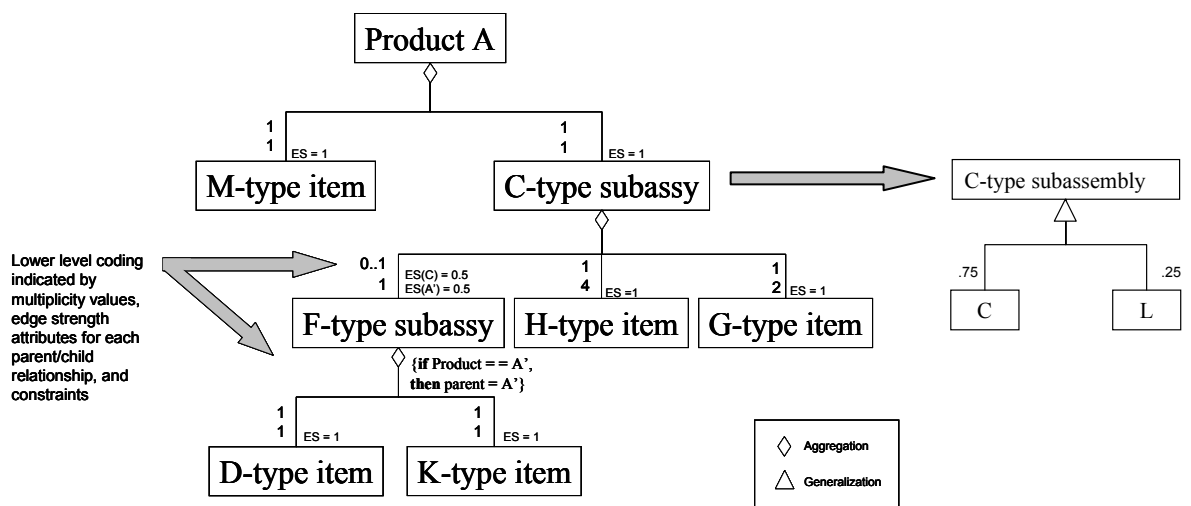 Product A
1
1
ES = 1
M-type item
1
1
ES = 1
C-type subassy
C-type subassembly
.75
.25
C
L
Lower level coding
indicated by
multiplicity values,
edge strength
attributes for each
parent/child
relationship, and
constraints
0..1
1
ES(C) = 0.5
ES(A') = 0.5
F-type subassy
1
4
ES =1
H-type item
1
2
ES = 1
G-type item
{if Product = = A’,
then parent = A’}
1
1
ES = 1
D-type item
1
1
ES = 1
K-type item
Aggregation
Generalization